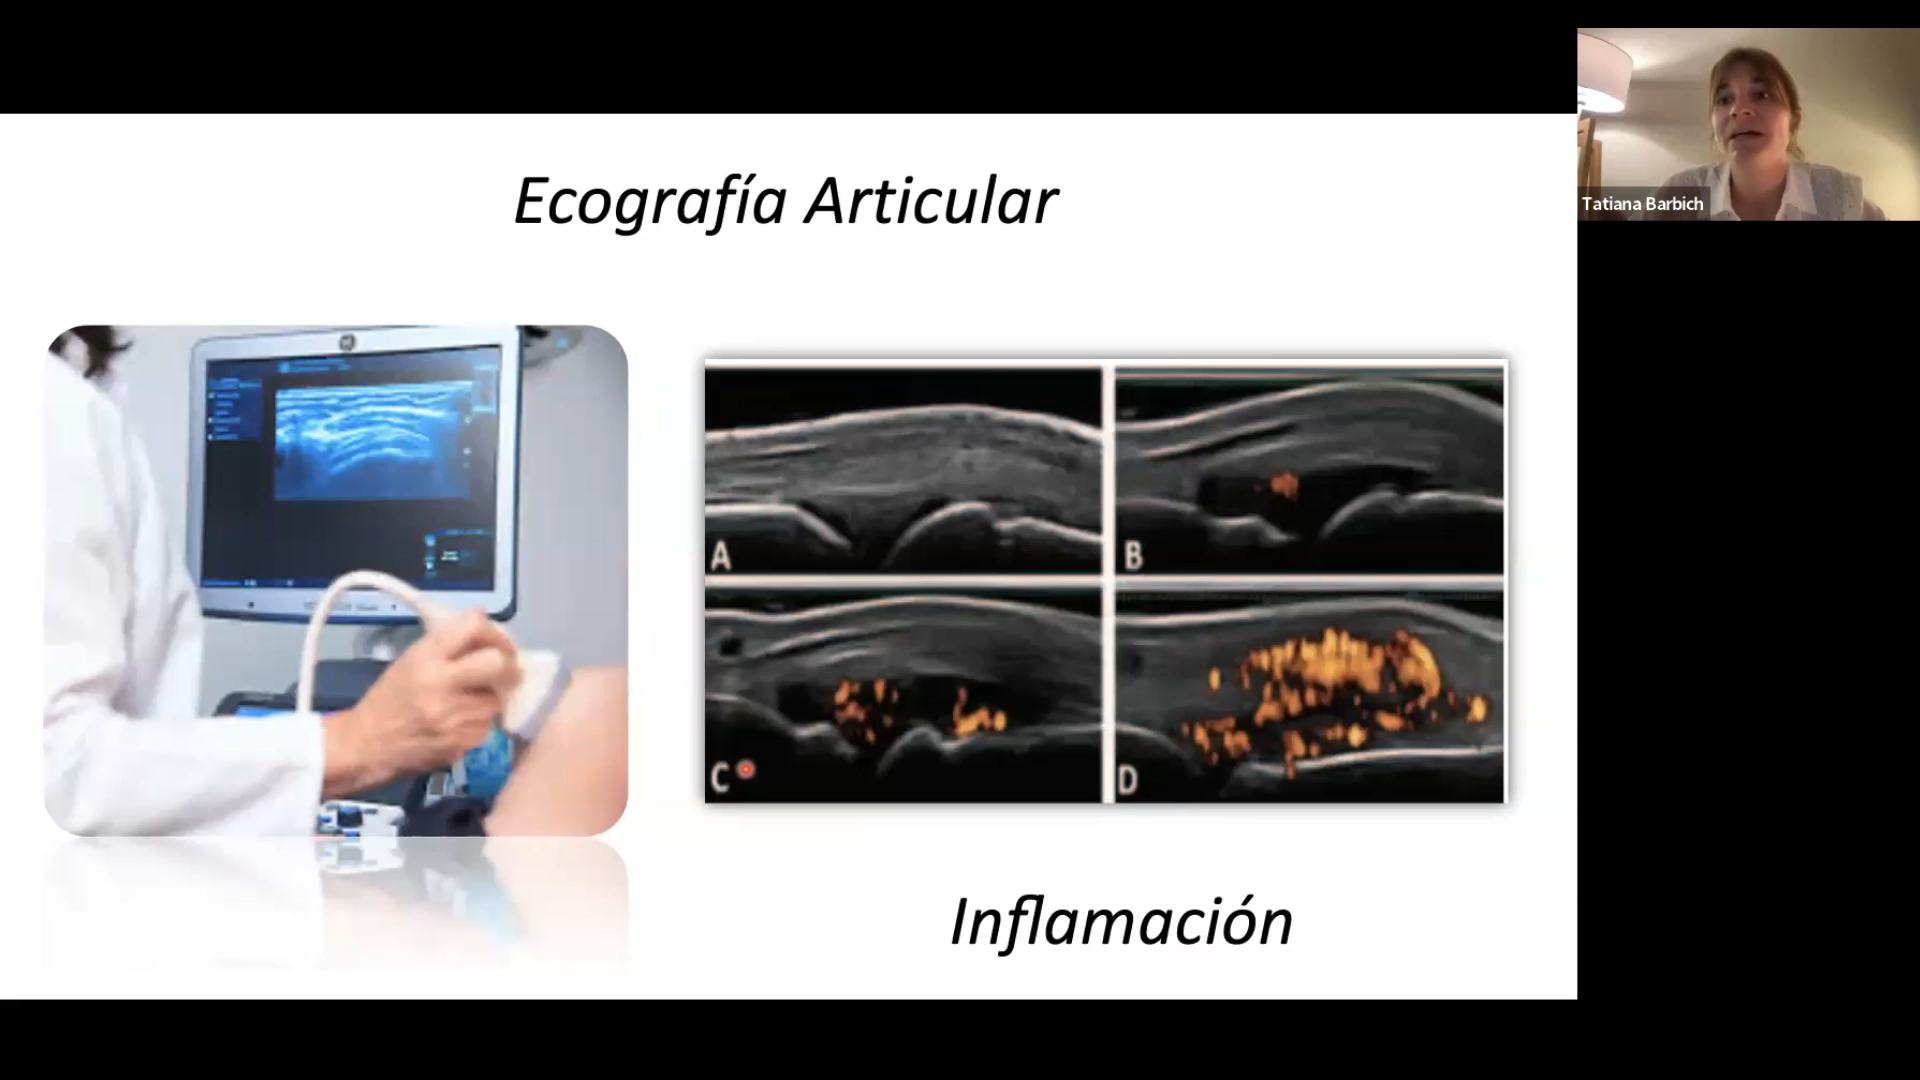 Ecografía Articular
Tatiana Barbich
A
B
C
D
Inflamación